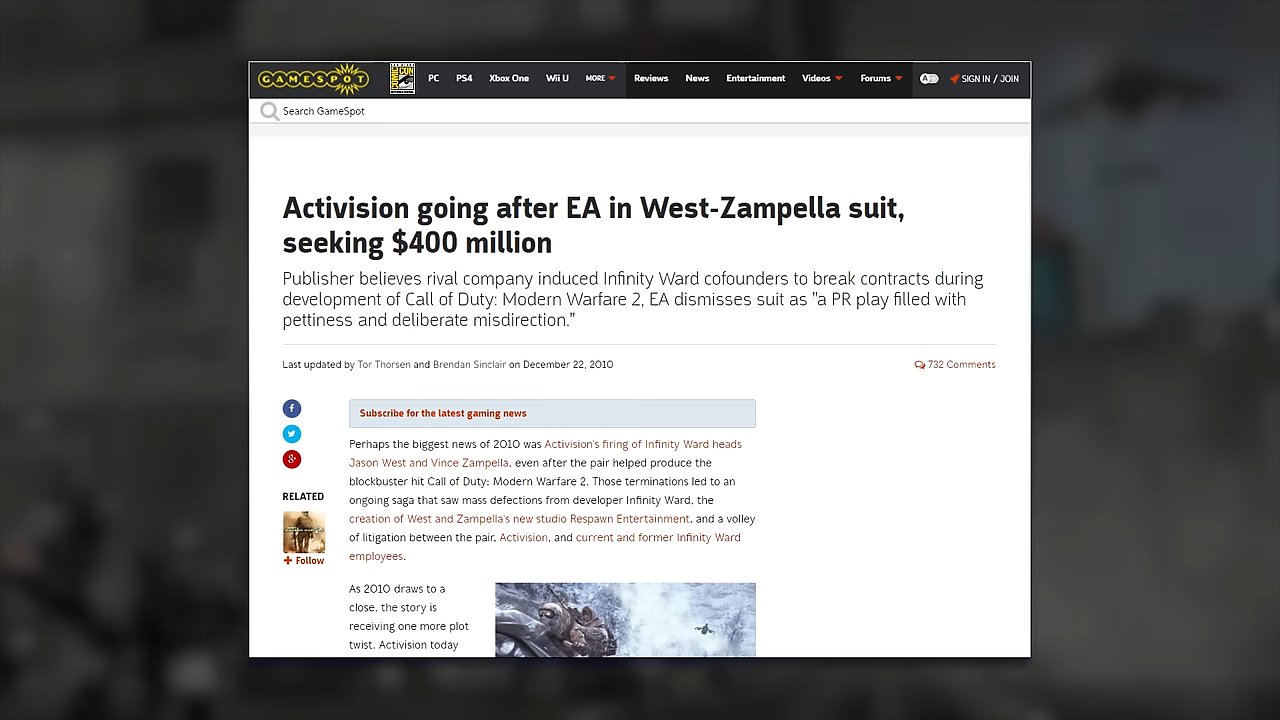 GAMESPOT
COMIC CON
PC PS4 Xbox One Wii U MORE Reviews News Entertainment Videos Forums A SIGN IN / JOIN
Search GameSpot
Activision going after EA in West-Zampella suit,
seeking $400 million
Publisher believes rival company induced Infinity Ward cofounders to break contracts during
development of Call of Duty: Modern Warfare 2, EA dismisses suit as "a PR play filled with
pettiness and deliberate misdirection."
Last updated by Tor Thorsen and Brendan Sinclair on December 22, 2010
732 Comments
Subscribe for the latest gaming news
Perhaps the biggest news of 2010 was Activision's firing of Infinity Ward heads
Jason West and Vince Zampella, even after the pair helped produce the
blockbuster hit Call of Duty: Modern Warfare 2. Those terminations led to an
ongoing saga that saw mass defections from developer Infinity Ward, the
creation of West and Zampella's new studio Respawn Entertainment, and a volley
of litigation between the pair, Activision, and current and former Infinity Ward
employees.
RELATED
+ Follow
As 2010 draws to a
close, the story is
receiving one more plot
twist. Activision today